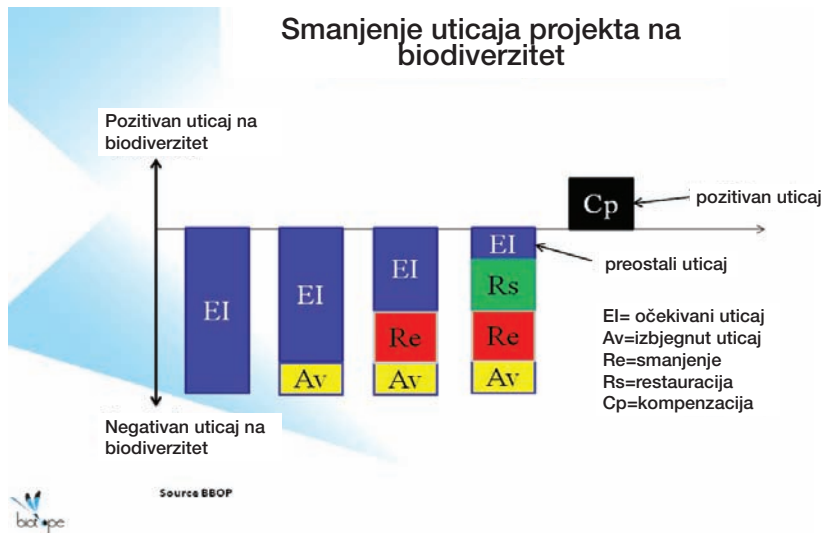 Smanjenje uticaja projekta na
biodiverzitet
Pozitivan uticaj na
biodiverzitet
Cp
pozitivan uticaj
EI
EI
EI
EI
preostali uticaj
Rs
Re
Re
Av
Av
Av
EI= očekivani uticaj
Av=izbjegnut uticaj
Re=smanjenje
Rs=restauracija
Cp=kompenzacija
Negativan uticaj na
biodiverzitet
Source BBOP
biotope